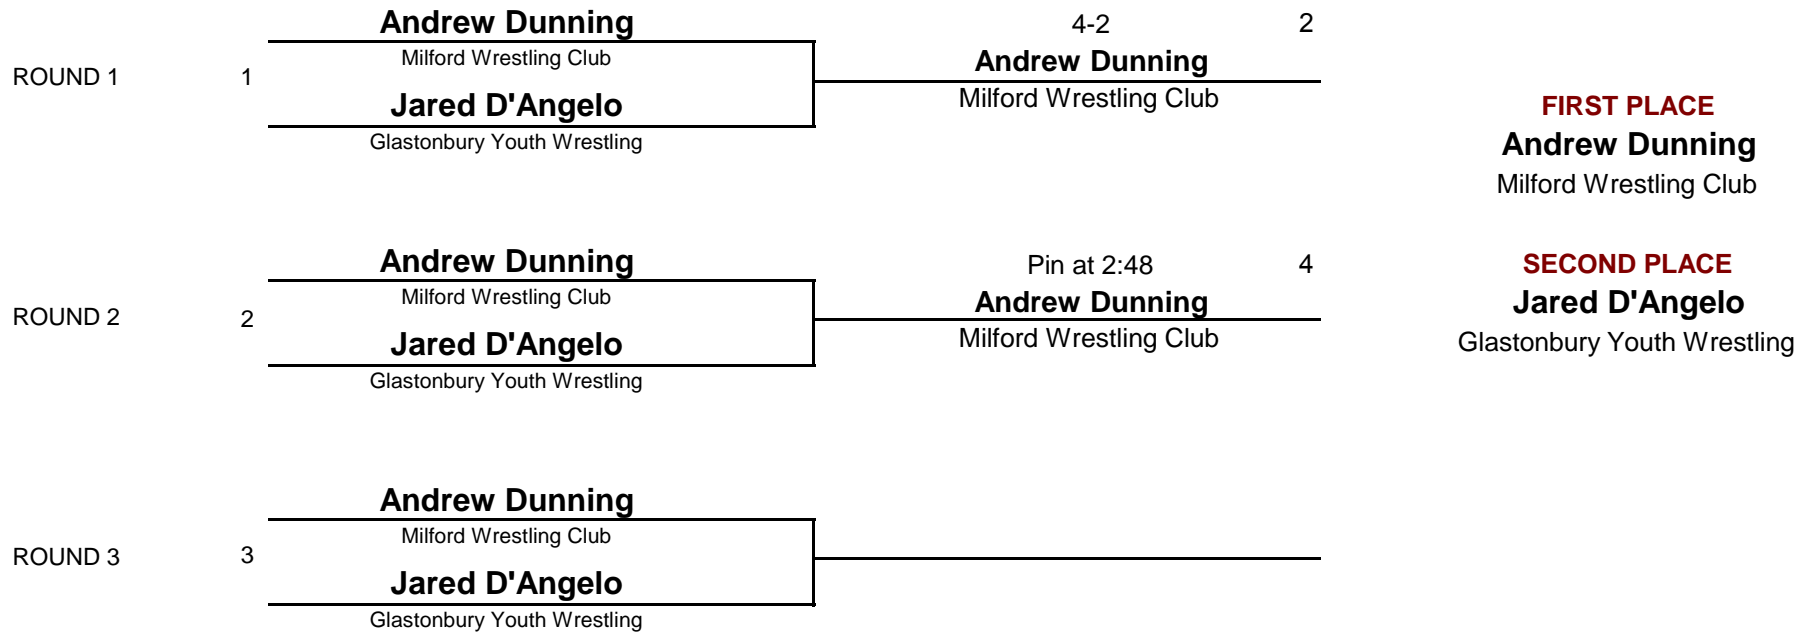 Andrew Dunning
4-2 2
Milford Wrestling Club
Andrew Dunning
ROUND 1 1
Jared D'Angelo
Milford Wrestling Club
Glastonbury Youth Wrestling
FIRST PLACE
Andrew Dunning
Milford Wrestling Club
Andrew Dunning
Pin at 2:48 4
Milford Wrestling Club
Andrew Dunning
ROUND 2 2
Jared D'Angelo
Milford Wrestling Club
Glastonbury Youth Wrestling
SECOND PLACE
Jared D'Angelo
Glastonbury Youth Wrestling
Andrew Dunning
Milford Wrestling Club
ROUND 3 3
Jared D'Angelo
Glastonbury Youth Wrestling